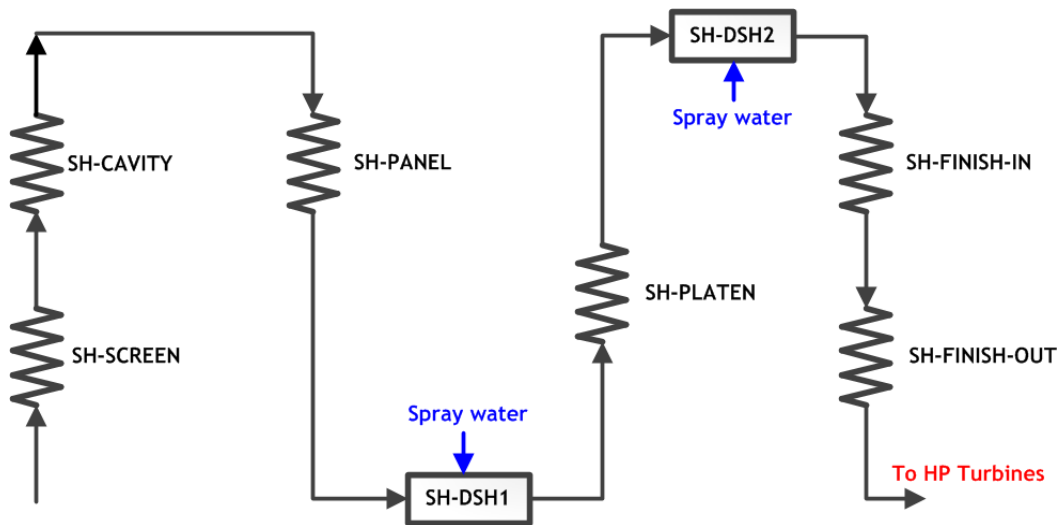 SH-DSH2
Spray water
SH-CAVITY
SH-PANEL
SH-FINISH-IN
SH-PLATEN
SH-SCREEN
SH-FINISH-OUT
Spray water
To HP Turbines
SH-DSH1